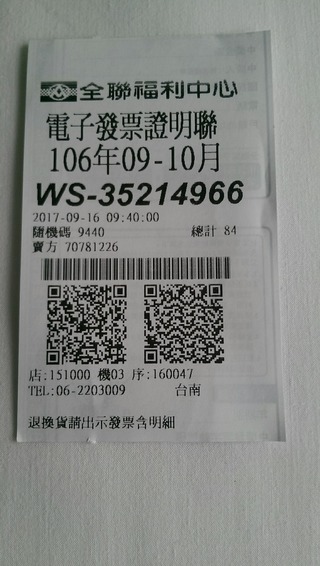 全聯福利中心
電子發票證明聯
106年09-10月
WS-35214966
2017-09-16 09:40:00
隨機碼 9440 總計 84
賣方 70781226
店:151000 機03 序:160047
TEL:06-2203009 台南
退換貨請出示發票含明細